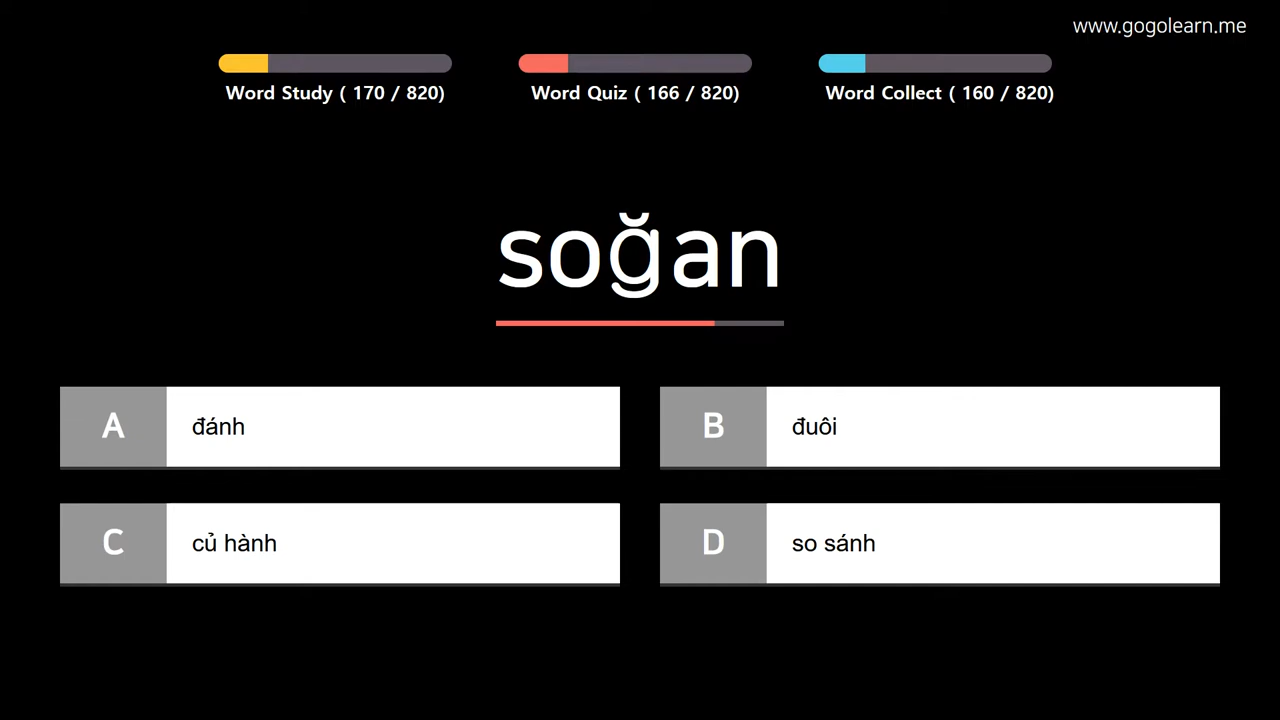 www.gogolearn.me
Word Study ( 170 / 820)
Word Quiz ( 166 / 820)
Word Collect ( 160 / 820)
soğan
A đánh
B đuôi
C củ hành
D so sánh